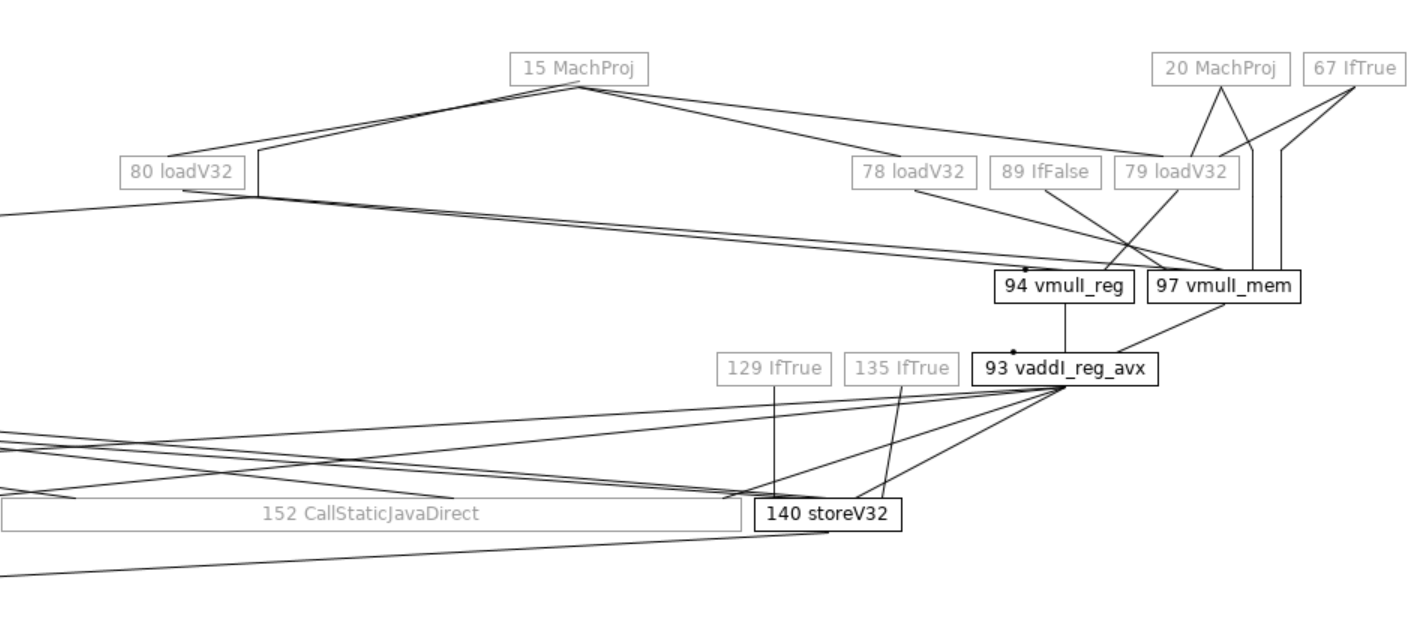 15 MachProj
20 MachProj
67 IfTrue
80 loadV32
78 loadV32
89 IfFalse
79 loadV32
94 vmulI_reg
97 vmulI_mem
129 IfTrue
135 IfTrue
93 vaddI_reg_avx
152 CallStaticJavaDirect
140 storeV32